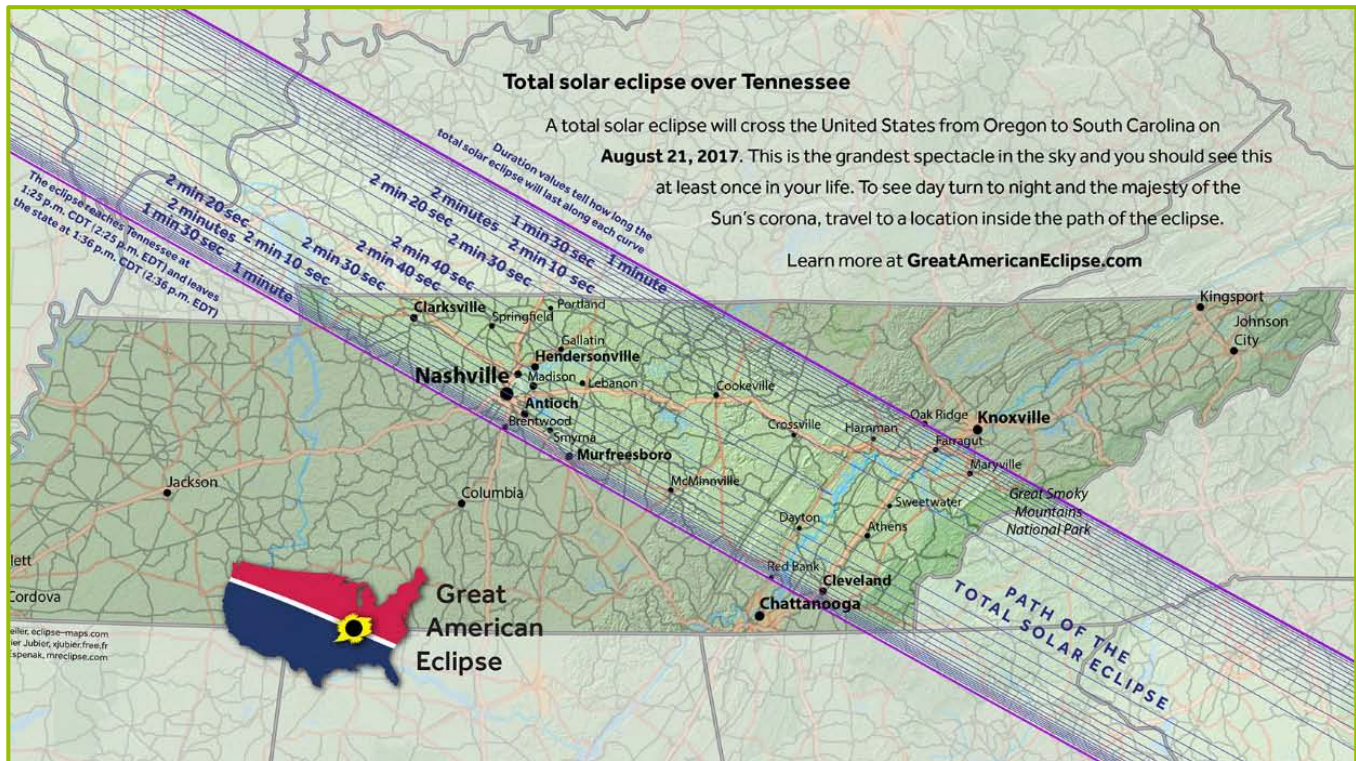 Total solar eclipse over Tennessee
A total solar eclipse will cross the United States from Oregon to South Carolina on
August 21, 2017. This is the grandest spectacle in the sky and you should see this
at least once in your life. To see day turn to night and the majesty of the
Sun's corona, travel to a location inside the path of the eclipse.
Learn more at GreatAmericanEclipse.com
Duration values tell how long the
total solar eclipse will last along each curve
The eclipse reaches Tennessee at
1:25 p.m. CDT (2:25 p.m. EDT) and leaves
the state at 1:36 p.m. CDT (2:36 p.m. EDT)
2 min 20 sec
2 minutes
1 min 30 sec
1 minute
2 min 10 sec
2 min 30 sec
2 min 40 sec
2 min 40 sec
2 min 30 sec
2 min 20 sec
2 minutes
2 min 10 sec
1 min 30 sec
1 minute
Clarksville
Springfield
Portland
Gallatin
Hendersonville
Nashville
Madison
Lebanon
Antioch
Brentwood
Smyrna
Murfreesboro
Cookeville
Crossville
Harriman
Oak Ridge
Knoxville
Farragut
Maryville
Kingsport
Johnson
City
Jackson
Columbia
McMinnville
Sweetwater
Dayton
Athens
Great Smoky
Mountains
National Park
Red Bank
Cleveland
Chattanooga
lett
Cordova
PATH OF THE
TOTAL SOLAR ECLIPSE
Great
American
Eclipse
eiler, eclipse-maps.com
ier Jubier, xjubier.free.fr
spenak, mreclipse.com